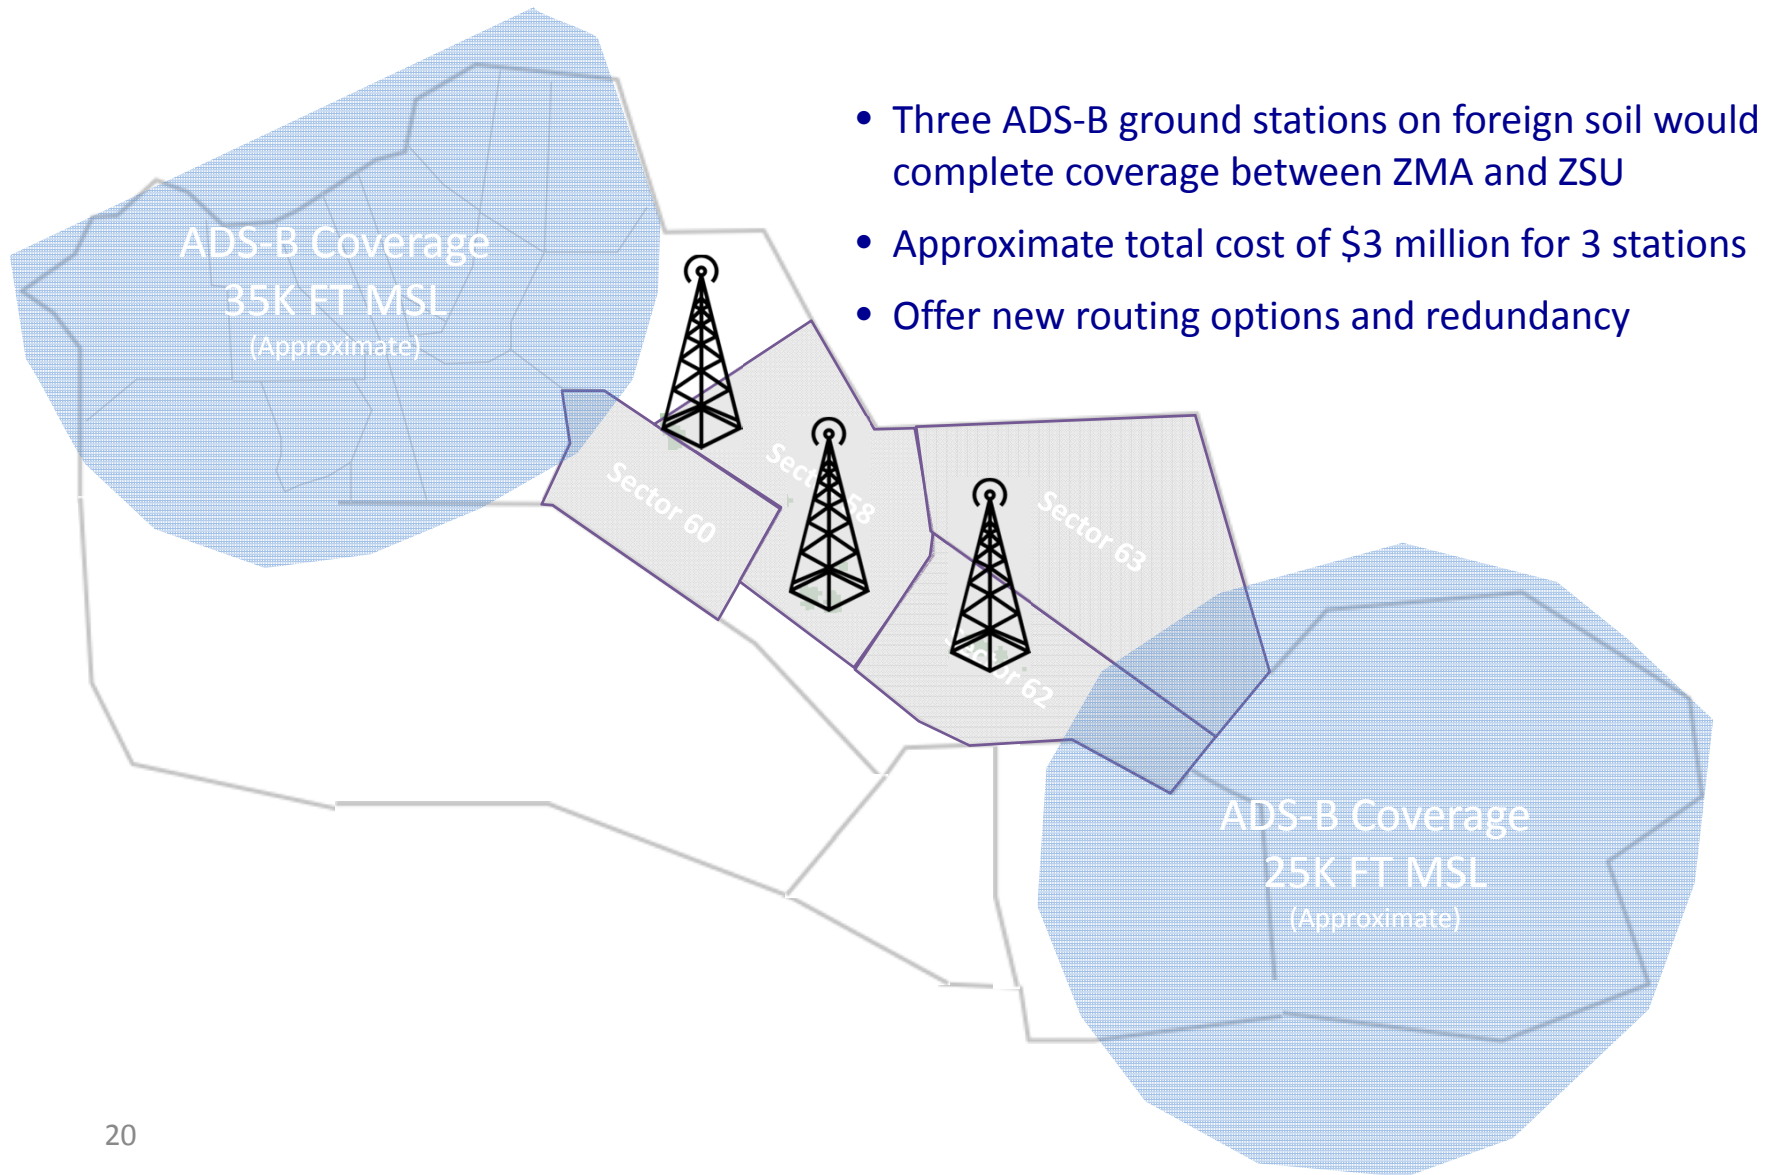 • Three ADS-B ground stations on foreign soil would
complete coverage between ZMA and ZSU
• Approximate total cost of $3 million for 3 stations
• Offer new routing options and redundancy
ADS-B Coverage
35K FT MSL
(Approximate)
Sector 60
68
Sector 63
62
ADS-B Coverage
25K FT MSL
(Approximate)
20